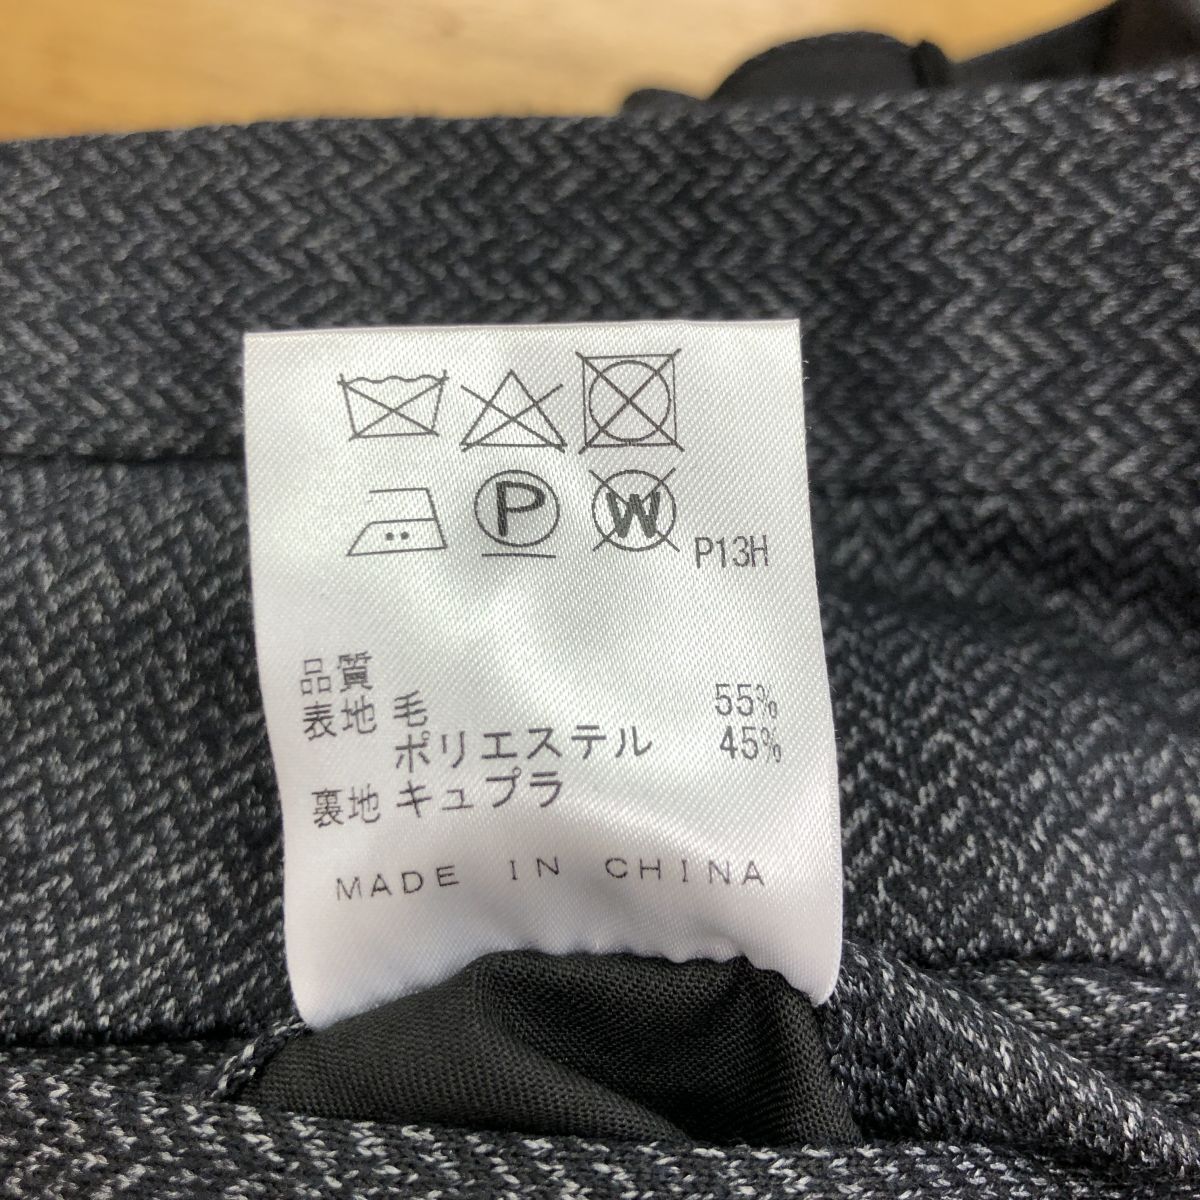 P W P13H
品質
表地 毛 55%
ポリエステル 45%
裏地 キュプラ
MADE IN CHINA